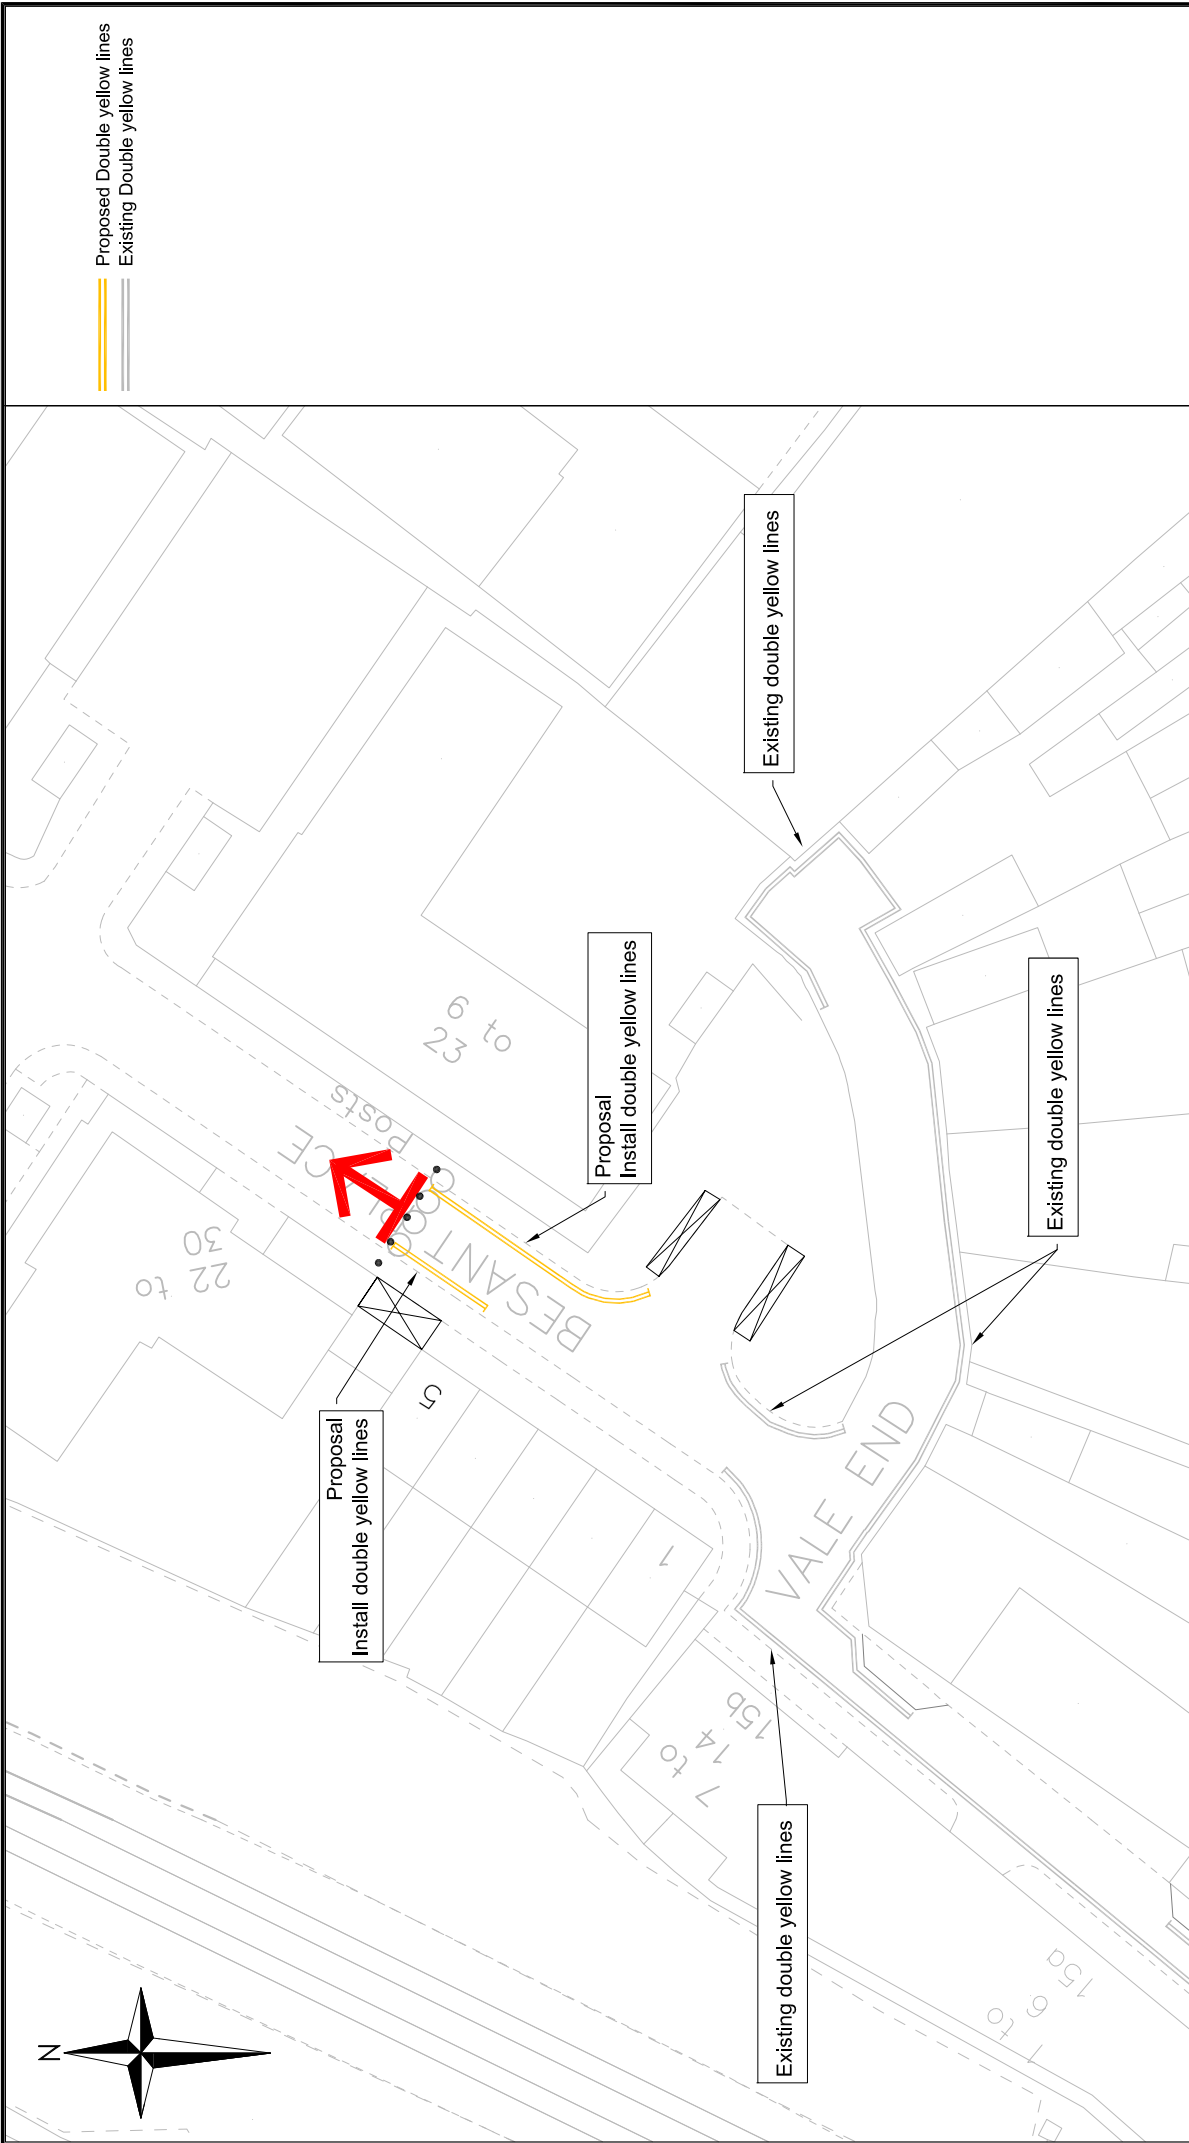 Proposed Double yellow lines
Existing Double yellow lines
N
Existing double yellow lines
Proposal
Install double yellow lines
Existing double yellow lines
Proposal
Install double yellow lines
Existing double yellow lines
Posts
6 to
23
22 to
30
5
1
VALE END
7 to
14
15b
1 to
6
15a